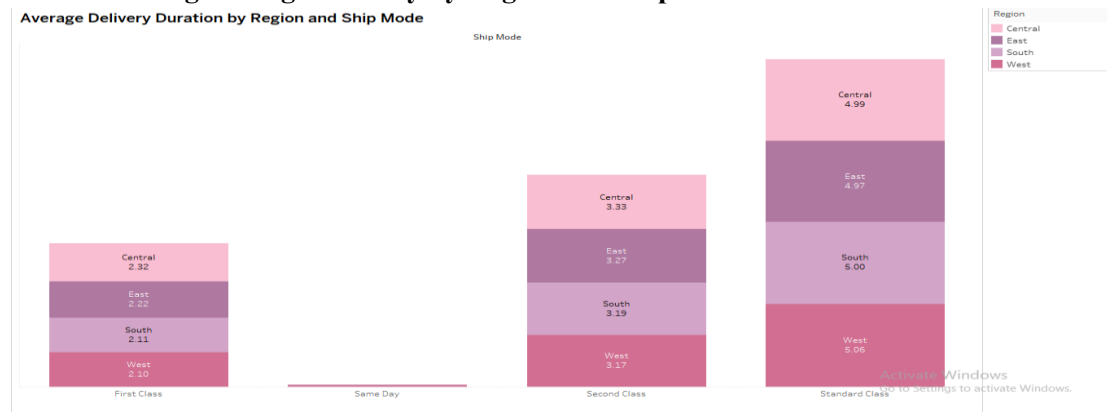 Average Delivery Duration by Region and Ship Mode
Ship Mode
Region
Central
East
South
West
Central
2.32
East
2.22
South
2.11
West
2.10
First Class
Same Day
Central
3.33
East
3.27
South
3.19
West
3.17
Second Class
Central
4.99
East
4.97
South
5.00
West
5.06
Standard Class
Activate Windows
Go to Settings to activate Windows.